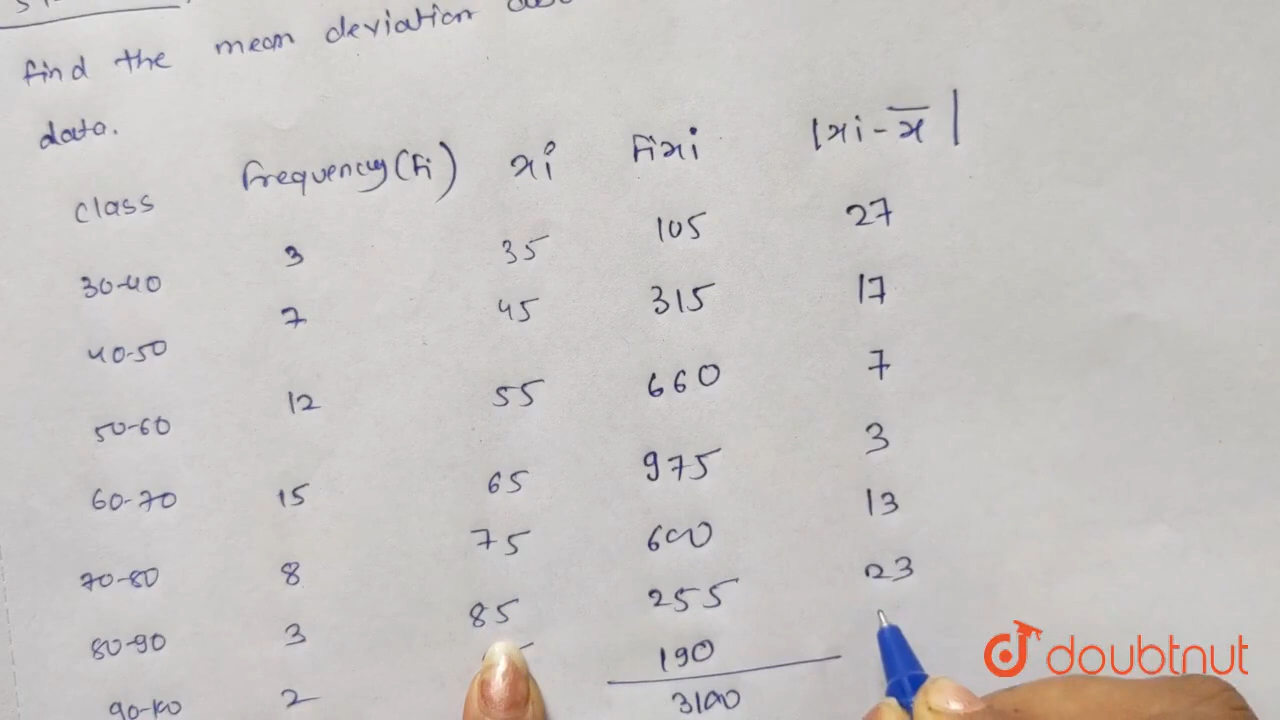 find the mean deviation
data.
class frequency(fi) xi fixi |xi-x̅|
30-40 3 35 105 27
40-50 7 45 315 17
50-60 12 55 660 7
60-70 15 65 975 3
70-80 8 75 600 13
80-90 3 85 255 23
90-100 2 190
3100
doubtnut